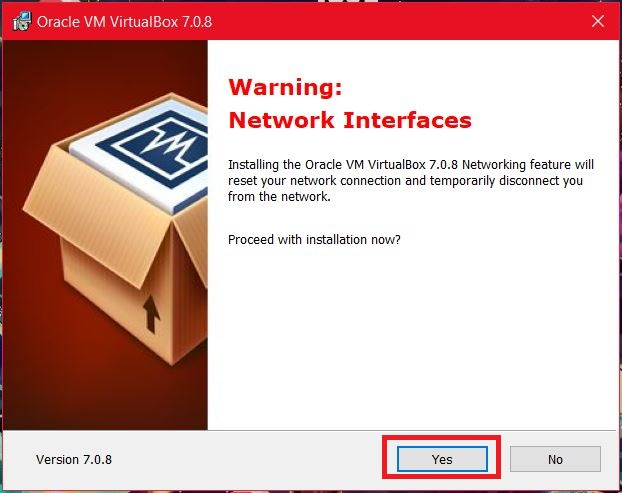 Oracle VM VirtualBox 7.0.8
Warning:
Network Interfaces
Installing the Oracle VM VirtualBox 7.0.8 Networking feature will
reset your network connection and temporarily disconnect you
from the network.
Proceed with installation now?
Version 7.0.8
Yes
No